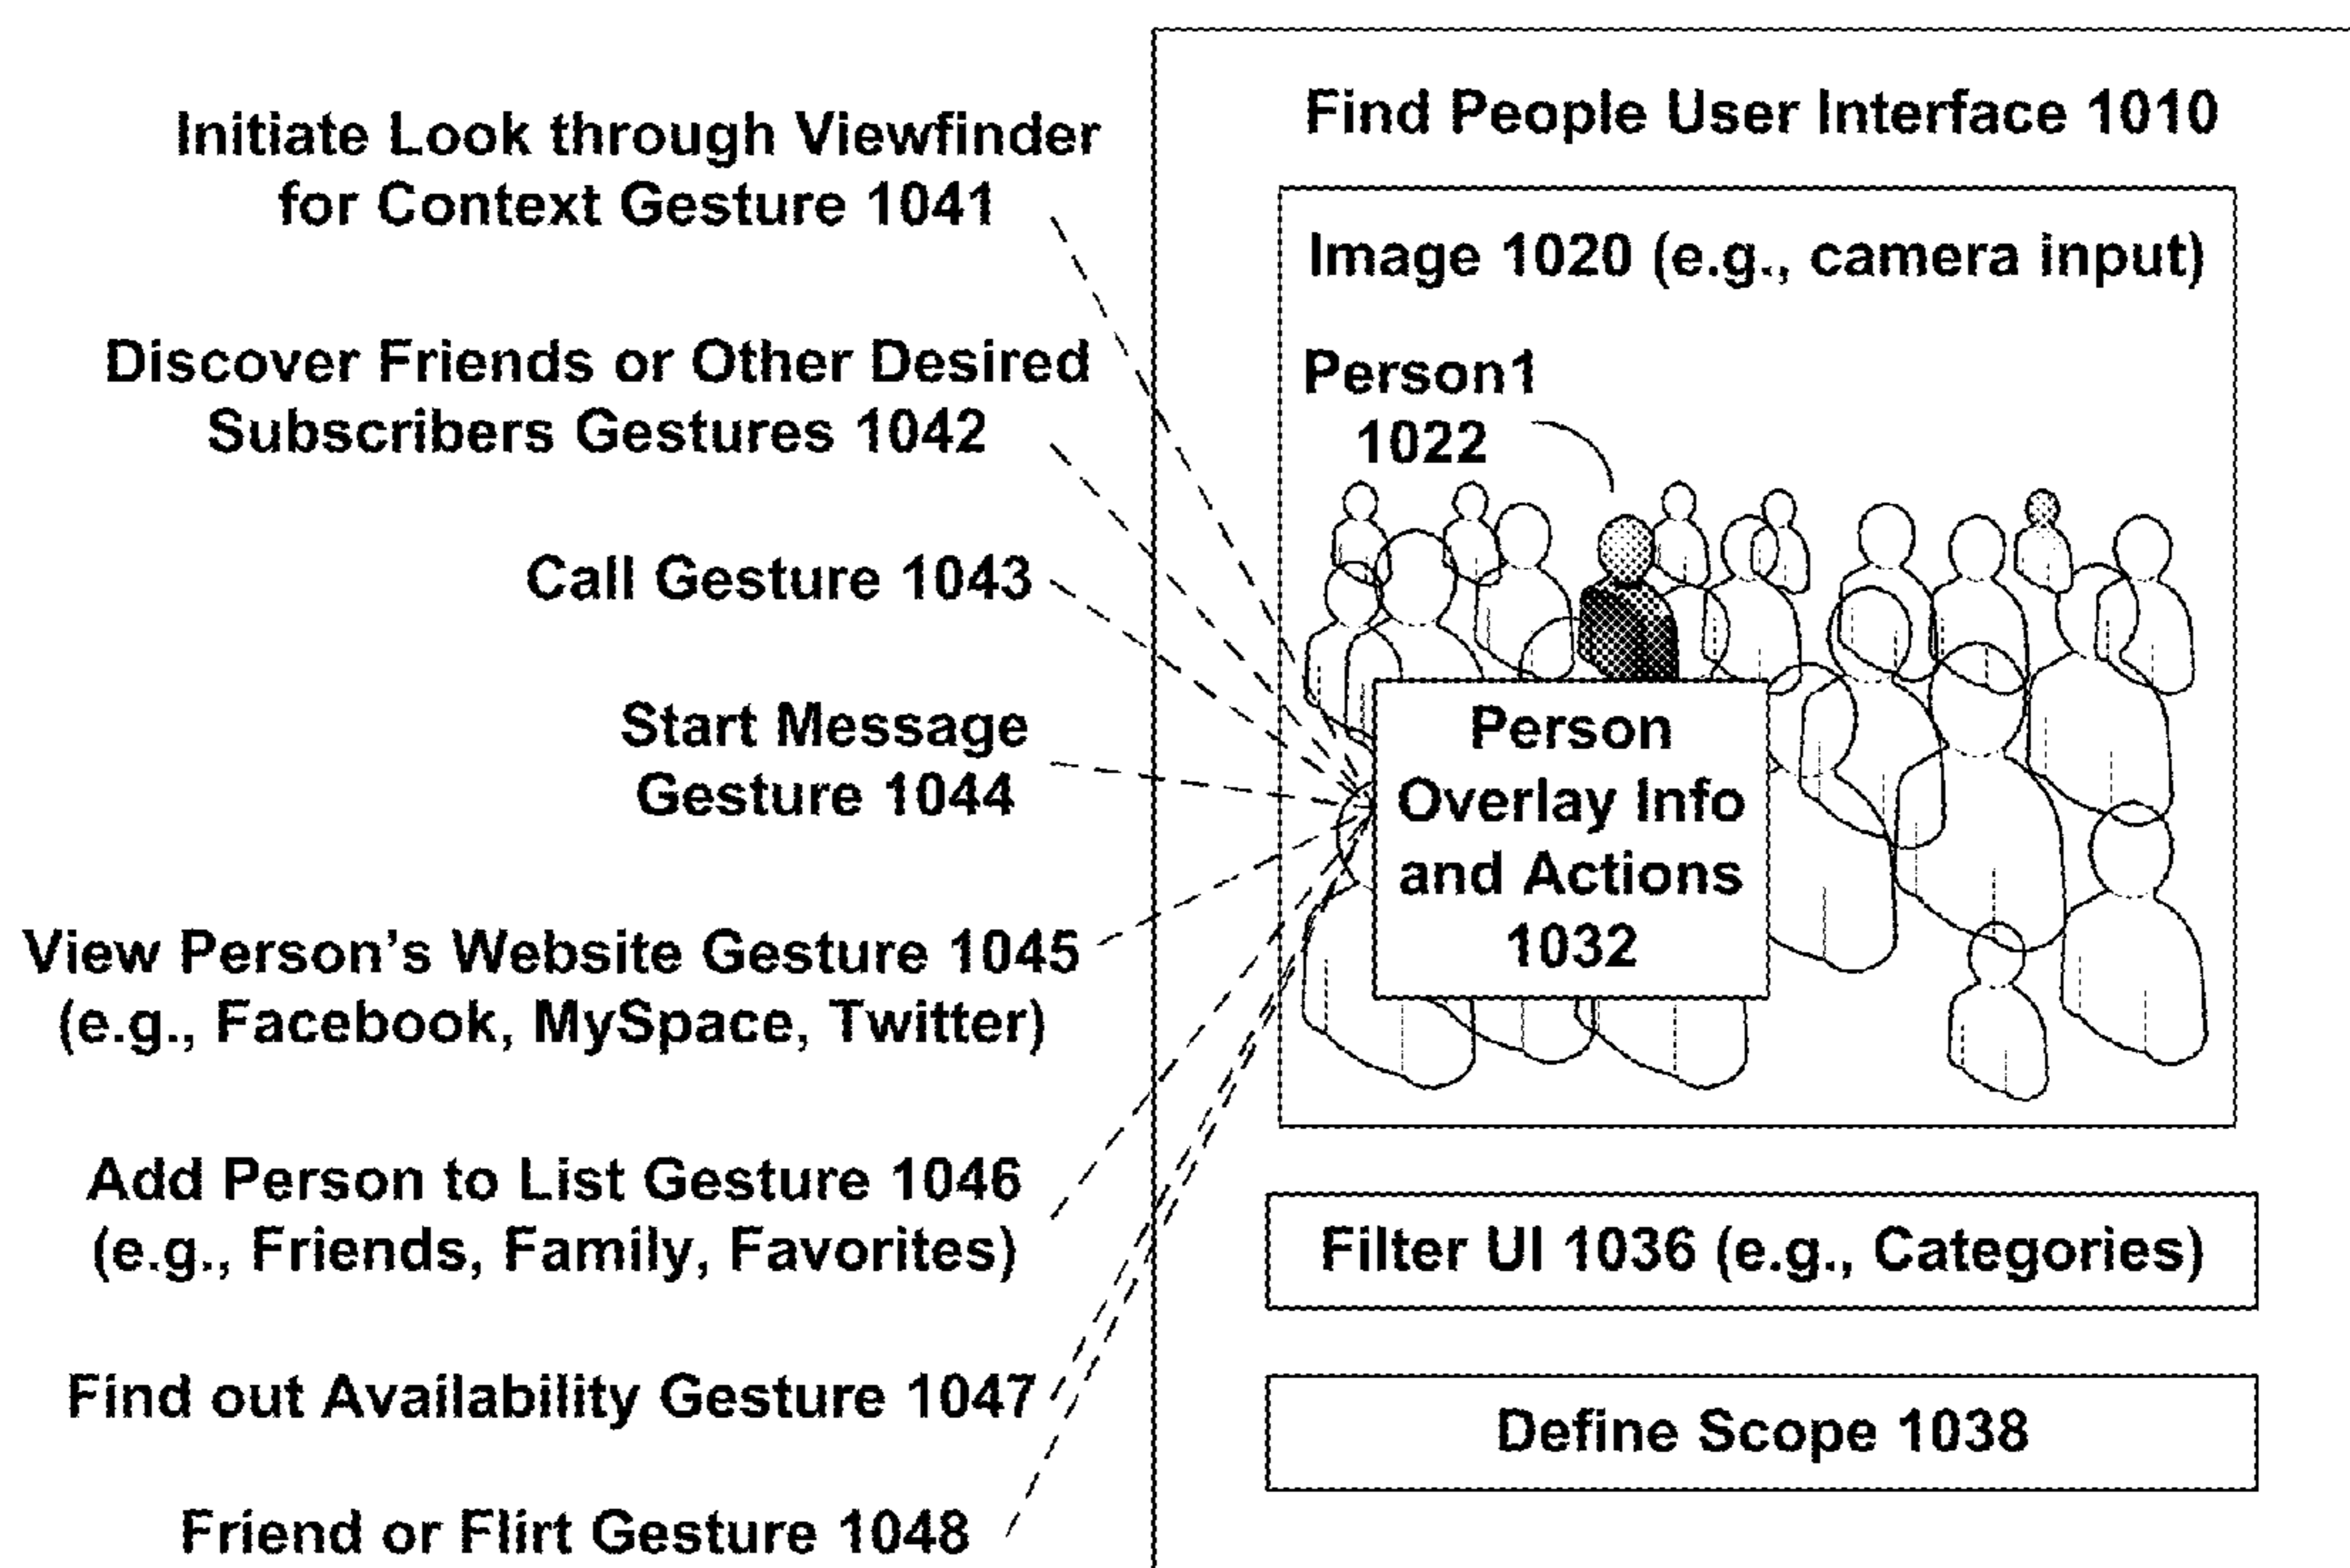 Initiate Look through Viewfinder
for Context Gesture 1041
Discover Friends or Other Desired
Subscribers Gestures 1042
Call Gesture 1043
Start Message
Gesture 1044
View Person's Website Gesture 1045
(e.g., Facebook, MySpace, Twitter)
Add Person to List Gesture 1046
(e.g., Friends, Family, Favorites)
Find out Availability Gesture 1047
Friend or Flirt Gesture 1048
Find People User Interface 1010
Image 1020 (e.g., camera input)
Person1
1022
Person
Overlay Info
and Actions
1032
Filter UI 1036 (e.g., Categories)
Define Scope 1038